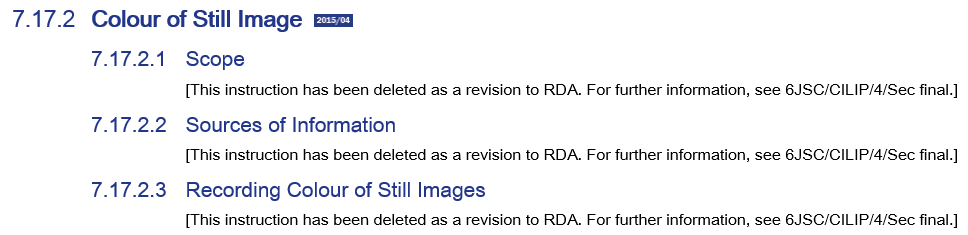 7.17.2 Colour of Still Image 2015/04
7.17.2.1 Scope
[This instruction has been deleted as a revision to RDA. For further information, see 6JSC/CILIP/4/Sec final.]
7.17.2.2 Sources of Information
[This instruction has been deleted as a revision to RDA. For further information, see 6JSC/CILIP/4/Sec final.]
7.17.2.3 Recording Colour of Still Images
[This instruction has been deleted as a revision to RDA. For further information, see 6JSC/CILIP/4/Sec final.]